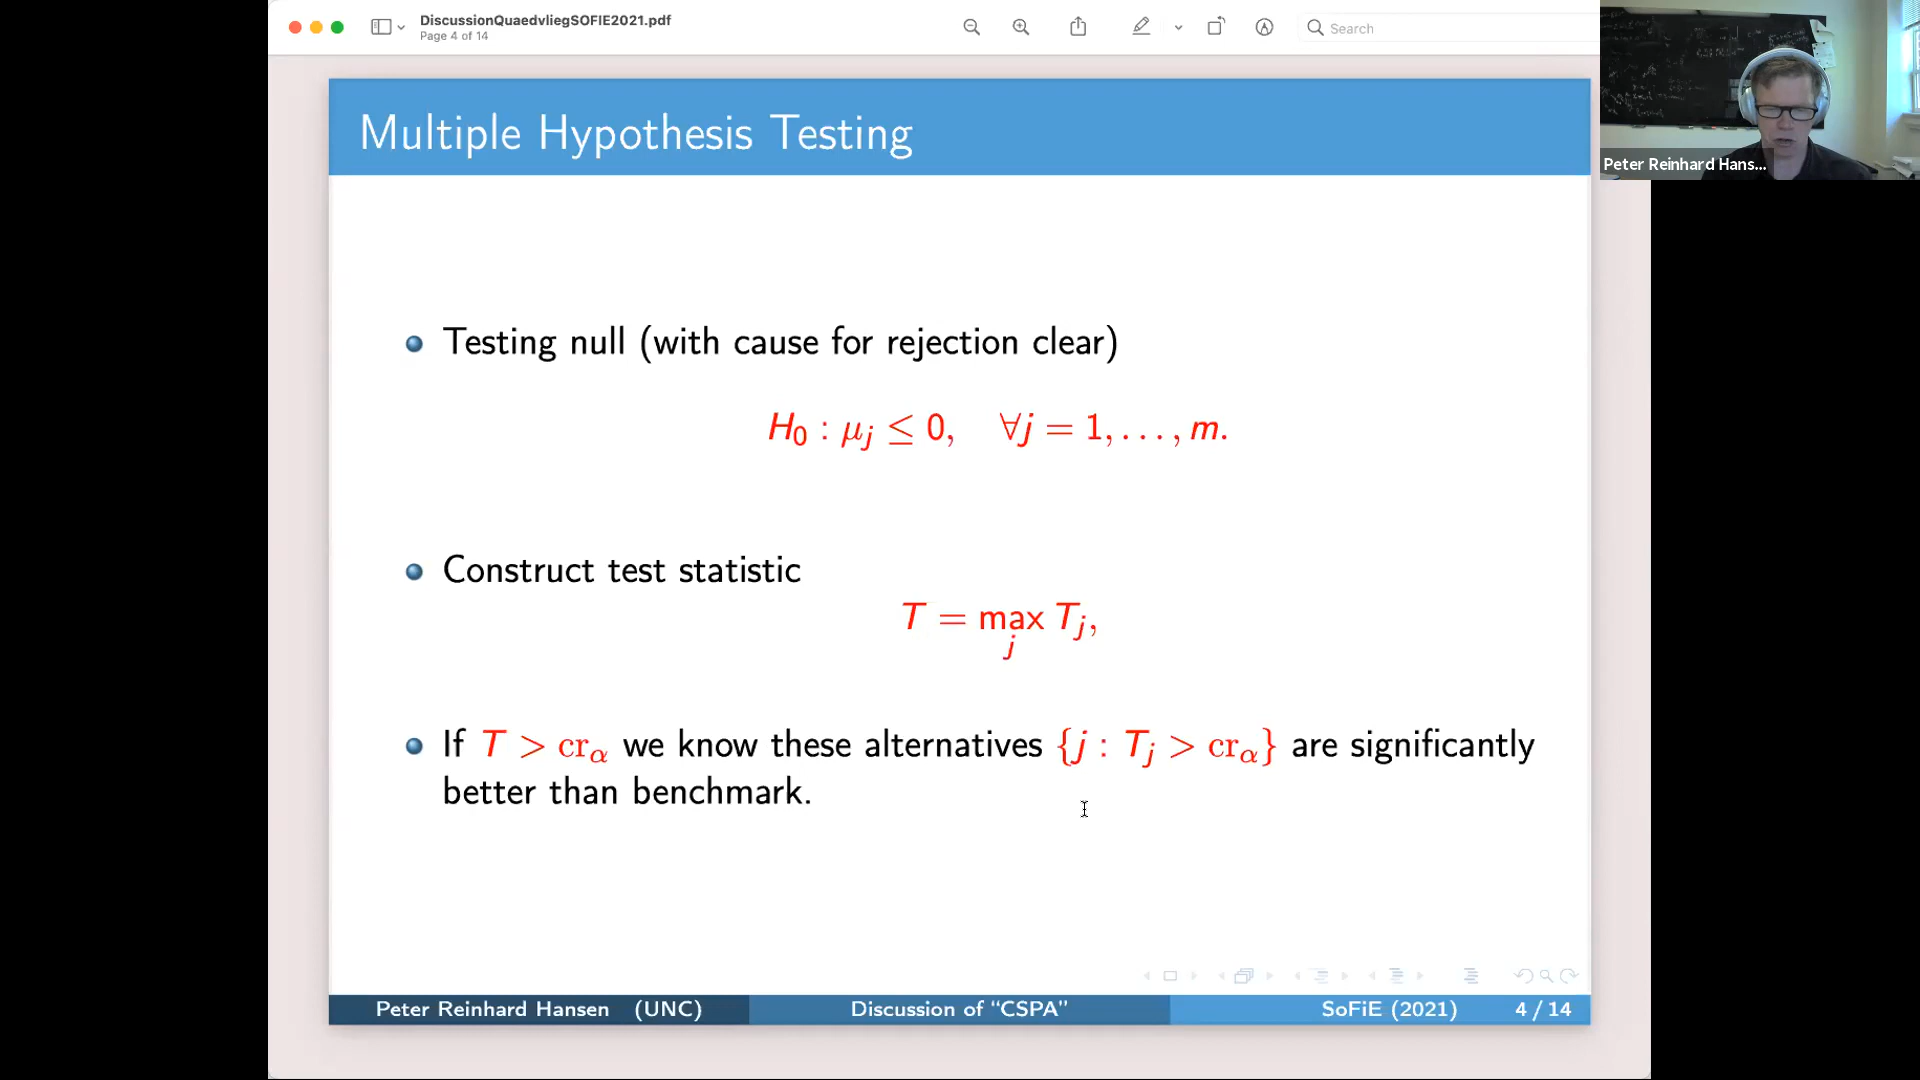 DiscussionQuaedvliegSOFIE2021.pdf
Page 4 of 14
Search
Peter Reinhard Hans...
Multiple Hypothesis Testing
Testing null (with cause for rejection clear)
H₀ : μⱼ ≤ 0, ∀j = 1, . . . , m.
Construct test statistic
T = max Tⱼ,
j
If T > crα we know these alternatives {j : Tⱼ > crα} are significantly
better than benchmark.
Peter Reinhard Hansen (UNC) Discussion of “CSPA” SoFiE (2021) 4 / 14